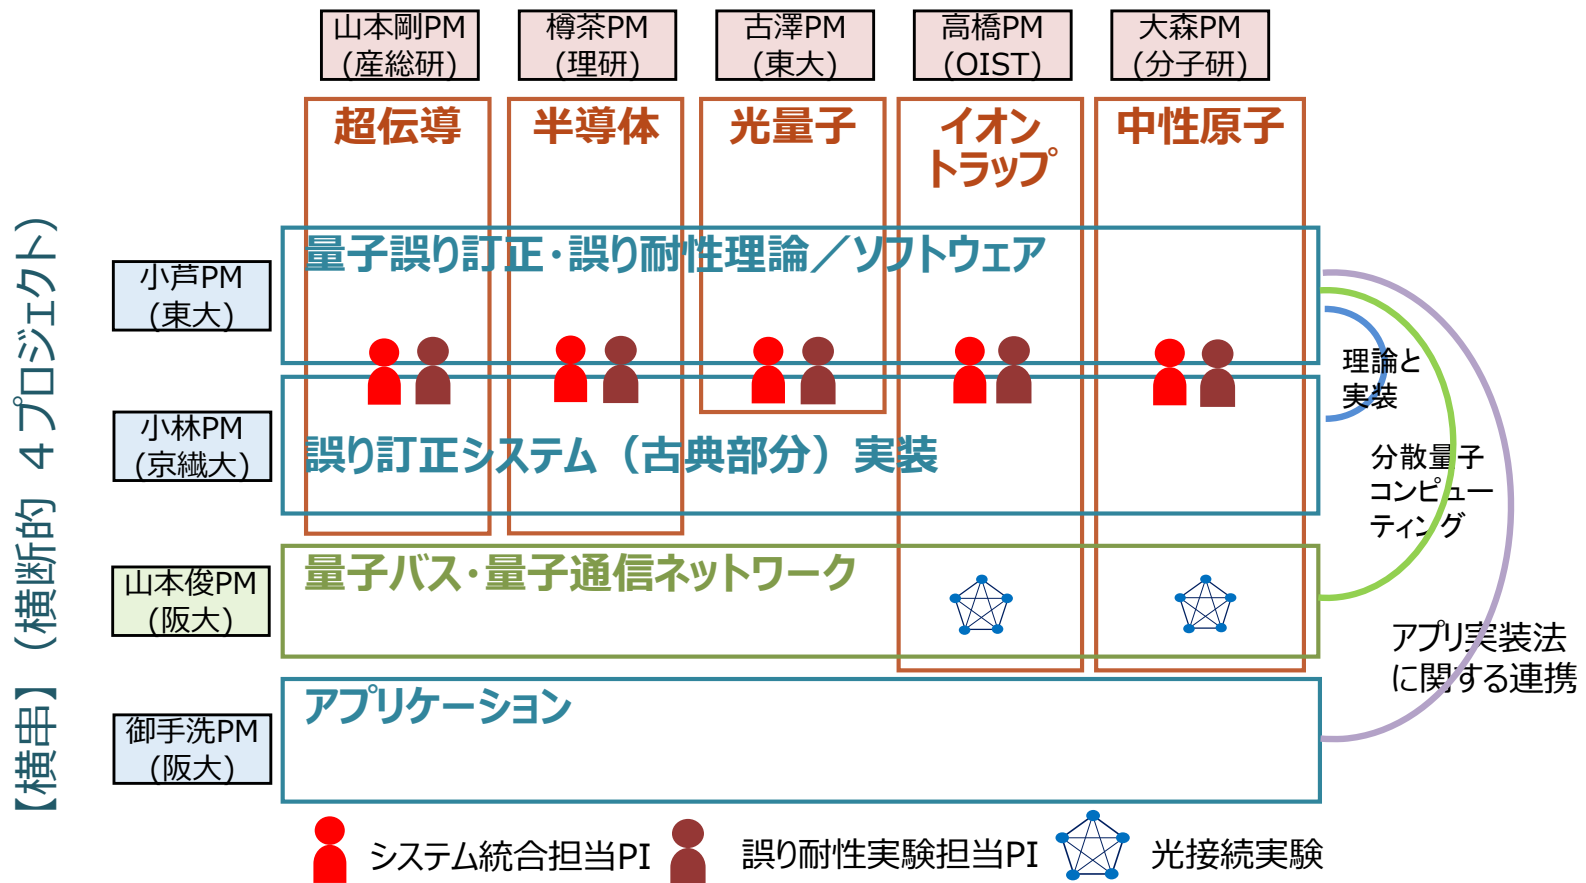 山本剛PM
(産総研)
樽茶PM
(理研)
古澤PM
(東大)
高橋PM
(OIST)
大森PM
(分子研)
超伝導
半導体
光量子
イオン
トラップ
中性原子
【横串】（横断的 4 プロジェクト）
小芦PM
(東大)
量子誤り訂正・誤り耐性理論／ソフトウェア
小林PM
(京繊大)
誤り訂正システム（古典部分）実装
山本俊PM
(阪大)
量子バス・量子通信ネットワーク
御手洗PM
(阪大)
アプリケーション
理論と
実装
分散量子
コンピュー
ティング
アプリ実装法
に関する連携
システム統合担当PI
誤り耐性実験担当PI
光接続実験